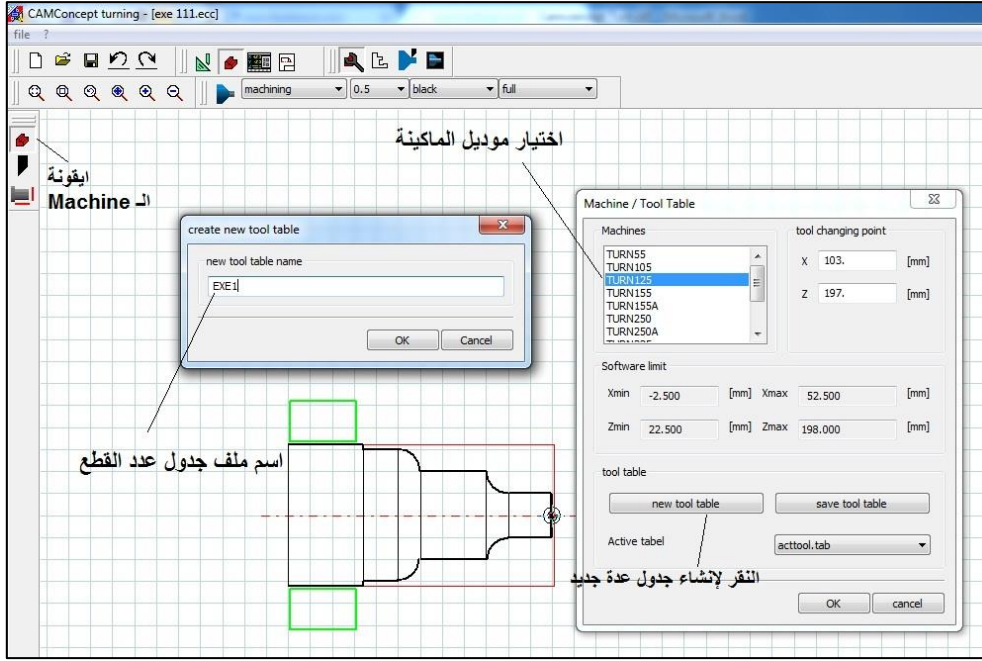 CAMConcept turning - [exe 111.ecc]
file ?
machining 0.5 black full
اختيار موديل الماكينة
ايقونة
الـ Machine
create new tool table
new tool table name
EXE1
OK Cancel
اسم ملف جدول عدد القطع
Machine / Tool Table
Machines
TURN55
TURN105
TURN125
TURN155
TURN155A
TURN250
TURN250A
tool changing point
X 103. [mm]
Z 197. [mm]
Software limit
Xmin -2.500 [mm] Xmax 52.500 [mm]
Zmin 22.500 [mm] Zmax 198.000 [mm]
tool table
new tool table save tool table
Active tabel acttool.tab
النقر لإنشاء جدول عدة جديد
OK cancel